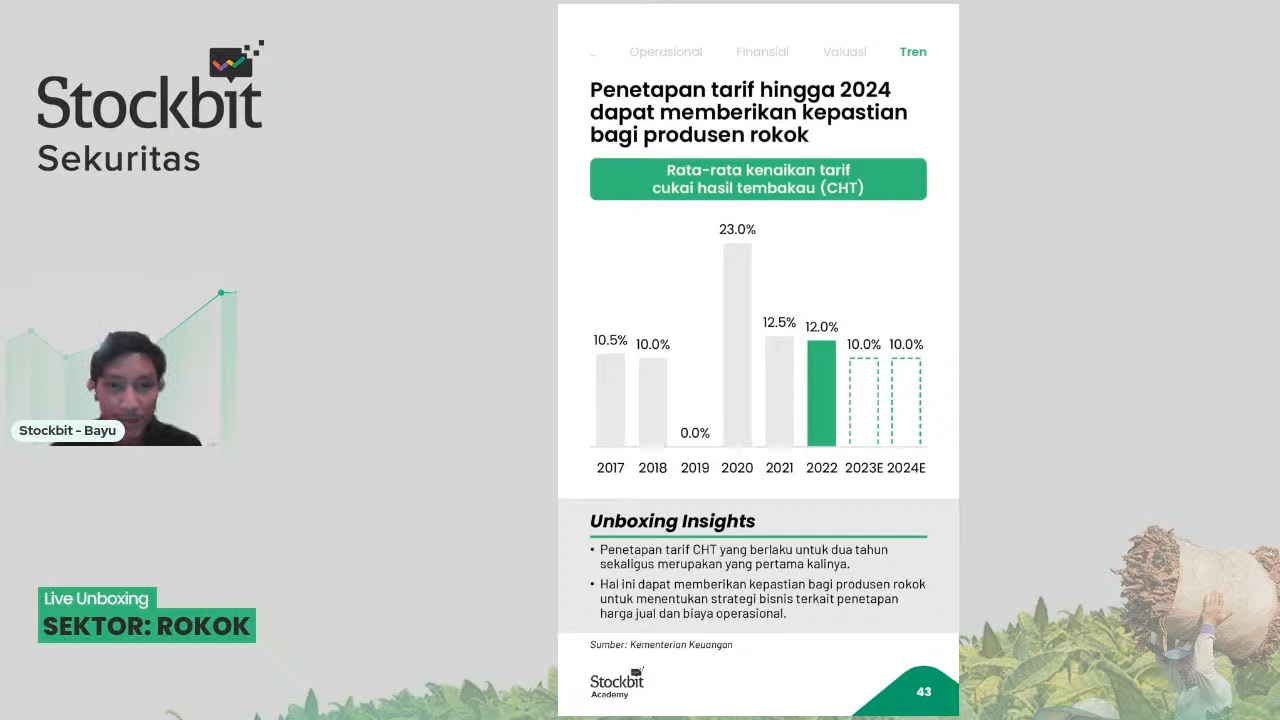 Stockbit
Sekuritas
Stockbit - Bayu
Live Unboxing
SEKTOR: ROKOK
Operasional Finansial Valuasi Tren
Penetapan tarif hingga 2024
dapat memberikan kepastian
bagi produsen rokok
Rata-rata kenaikan tarif
cukai hasil tembakau (CHT)
23.0%
12.5% 12.0%
10.5% 10.0% 10.0% 10.0%
0.0%
2017 2018 2019 2020 2021 2022 2023E 2024E
Unboxing Insights
• Penetapan tarif CHT yang berlaku untuk dua tahun
sekaligus merupakan yang pertama kalinya.
• Hal ini dapat memberikan kepastian bagi produsen rokok
untuk menentukan strategi bisnis terkait penetapan
harga jual dan biaya operasional.
Sumber: Kementerian Keuangan
Stockbit
Academy
43